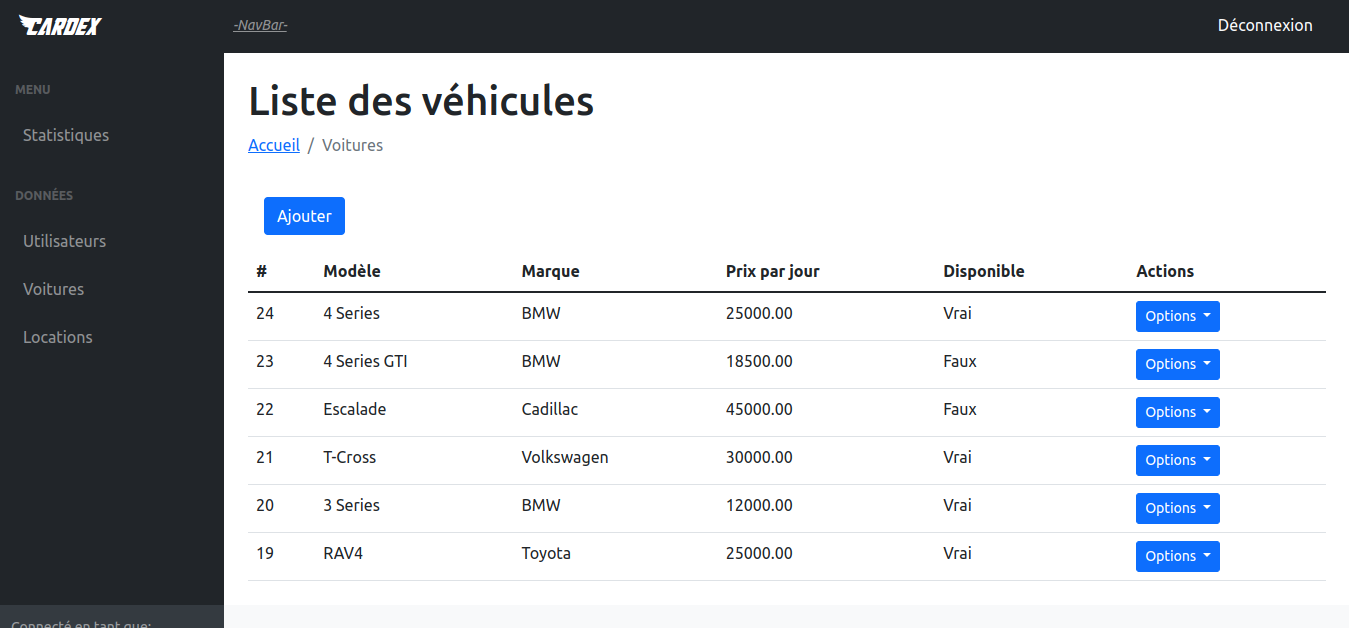 CARDEX
-NavBar-
Déconnexion
MENU
Statistiques
DONNÉES
Utilisateurs
Voitures
Locations
Connecté en tant que:
Liste des véhicules
Accueil / Voitures
Ajouter
# Modèle Marque Prix par jour Disponible Actions
24 4 Series BMW 25000.00 Vrai Options
23 4 Series GTI BMW 18500.00 Faux Options
22 Escalade Cadillac 45000.00 Faux Options
21 T-Cross Volkswagen 30000.00 Vrai Options
20 3 Series BMW 12000.00 Vrai Options
19 RAV4 Toyota 25000.00 Vrai Options